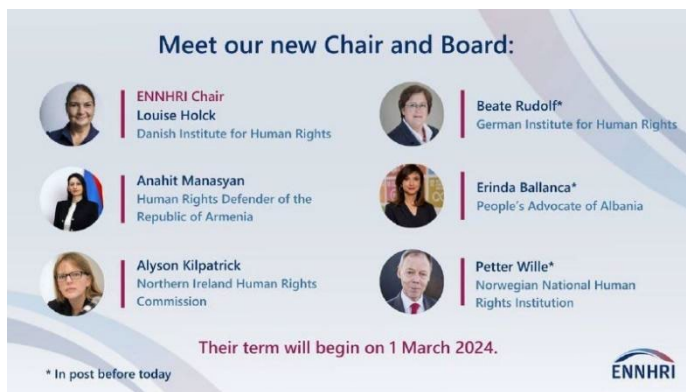 Meet our new Chair and Board:
ENNHRI Chair
Louise Holck
Danish Institute for Human Rights
Beate Rudolf*
German Institute for Human Rights
Anahit Manasyan
Human Rights Defender of the
Republic of Armenia
Erinda Ballanca*
People's Advocate of Albania
Alyson Kilpatrick
Northern Ireland Human Rights
Commission
Petter Wille*
Norwegian National Human
Rights Institution
Their term will begin on 1 March 2024.
* In post before today
ENNHRI